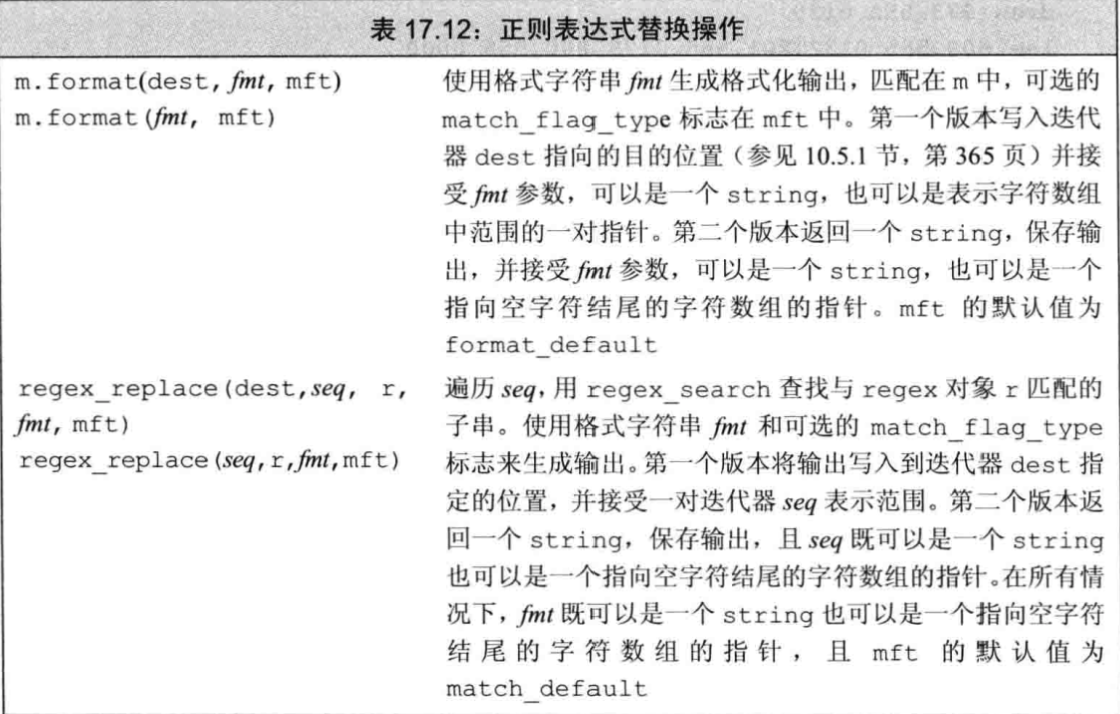 表 17.12：正则表达式替换操作
m.format(dest, fmt, mft)
m.format(fmt, mft)
使用格式字符串 fmt 生成格式化输出，匹配在 m 中，可选的
match_flag_type 标志在 mft 中。第一个版本写入迭代
器 dest 指向的目的位置（参见 10.5.1 节，第 365 页）并接
受 fmt 参数，可以是一个 string，也可以是表示字符数组
中范围的一对指针。第二个版本返回一个 string，保存输
出，并接受 fmt 参数，可以是一个 string，也可以是一个
指向空字符结尾的字符数组的指针。mft 的默认值为
format_default
regex_replace(dest,seq, r,
fmt, mft)
regex_replace(seq,r,fmt,mft)
遍历 seq，用 regex_search 查找与 regex 对象 r 匹配的
子串。使用格式字符串 fmt 和可选的 match_flag_type
标志来生成输出。第一个版本将输出写入到迭代器 dest 指
定的位置，并接受一对迭代器 seq 表示范围。第二个版本返
回一个 string，保存输出，且 seq 既可以是一个 string
也可以是一个指向空字符结尾的字符数组的指针。在所有情
况下，fmt 既可以是一个 string 也可以是一个指向空字符
结尾的字符数组的指针，且 mft 的默认值为
match_default